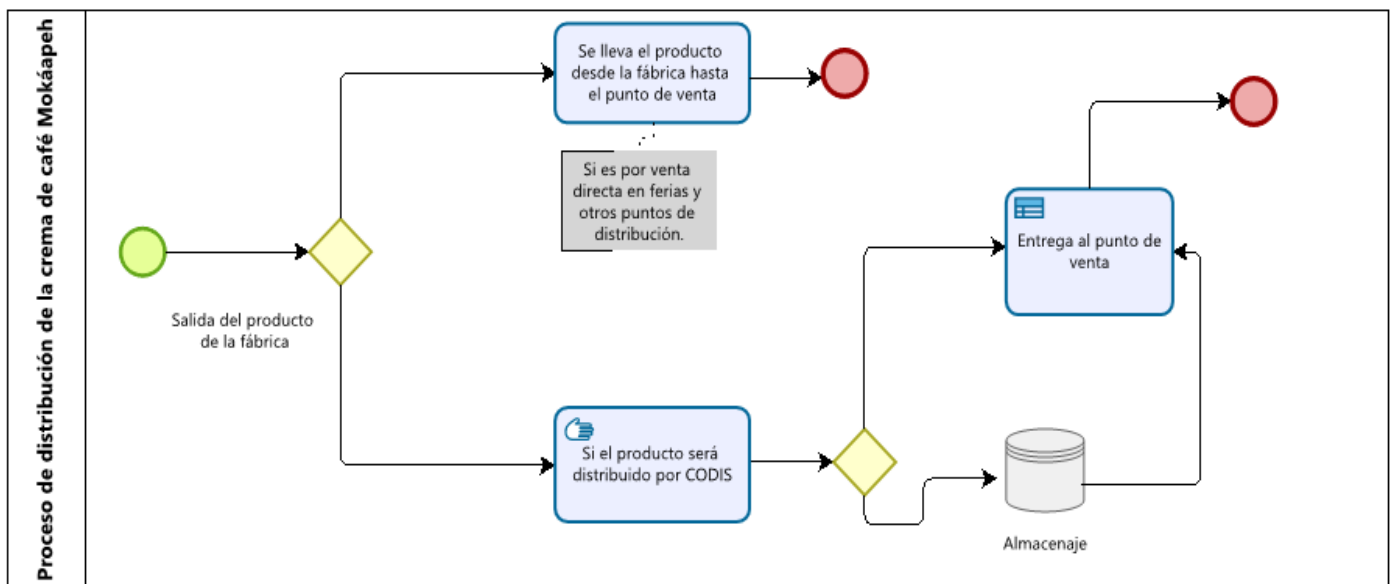 Proceso de distribución de la crema de café Mokáapeh
Se lleva el producto
desde la fábrica hasta
el punto de venta
Si es por venta
directa en ferias y
otros puntos de
distribución.
Salida del producto
de la fábrica
Entrega al punto de
venta
Si el producto será
distribuido por CODIS
Almacenaje